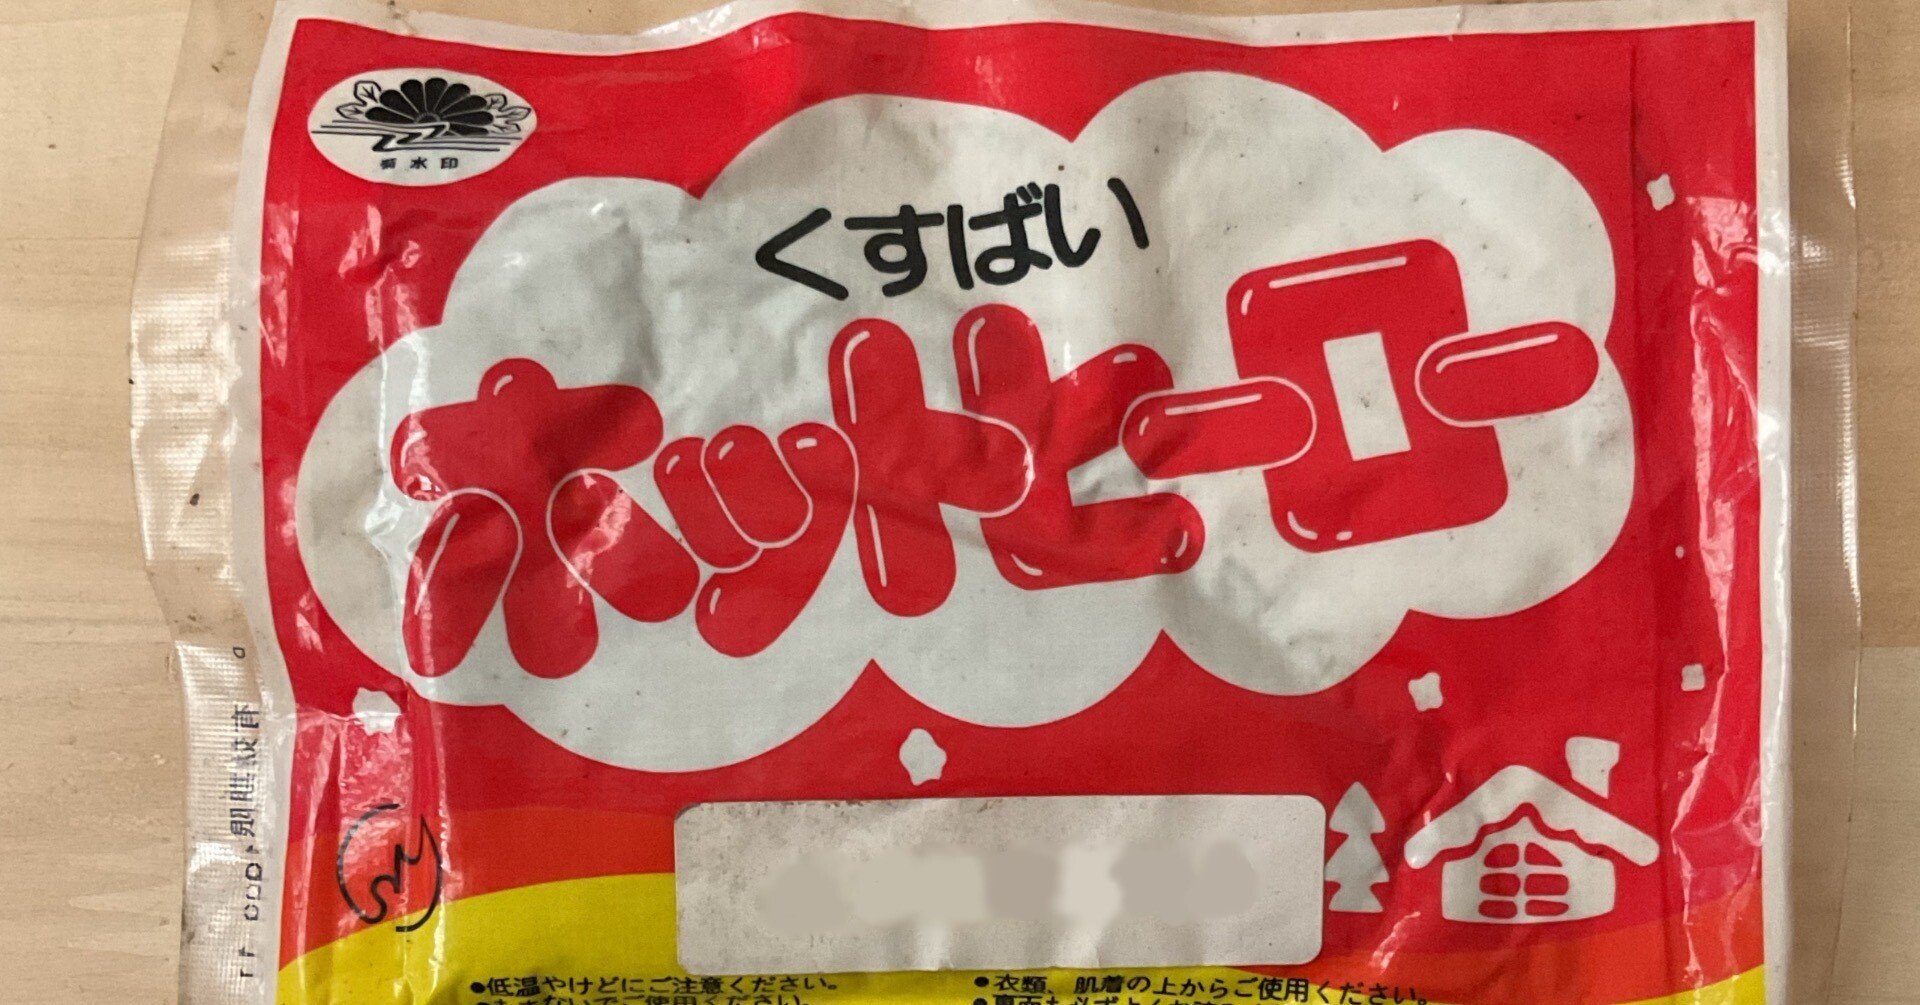 菊水印
くすばい
ホットヒーロー
●低温やけどにご注意ください。
●衣類、肌着の上からご使用ください。